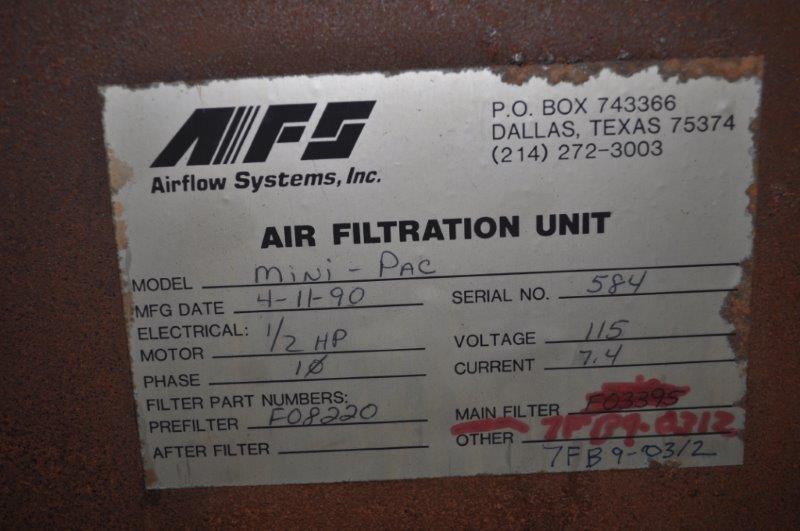 AFS
Airflow Systems, Inc.
P.O. BOX 743366
DALLAS, TEXAS 75374
(214) 272-3003
AIR FILTRATION UNIT
MODEL Mini-Pac
MFG DATE 4-11-90
SERIAL NO. 584
ELECTRICAL:
MOTOR 1/2 HP
VOLTAGE 115
PHASE 1Ø
CURRENT 7.4
FILTER PART NUMBERS:
PREFILTER F08220
MAIN FILTER F03395
AFTER FILTER
OTHER 7FB9-0312
7FB9-0312